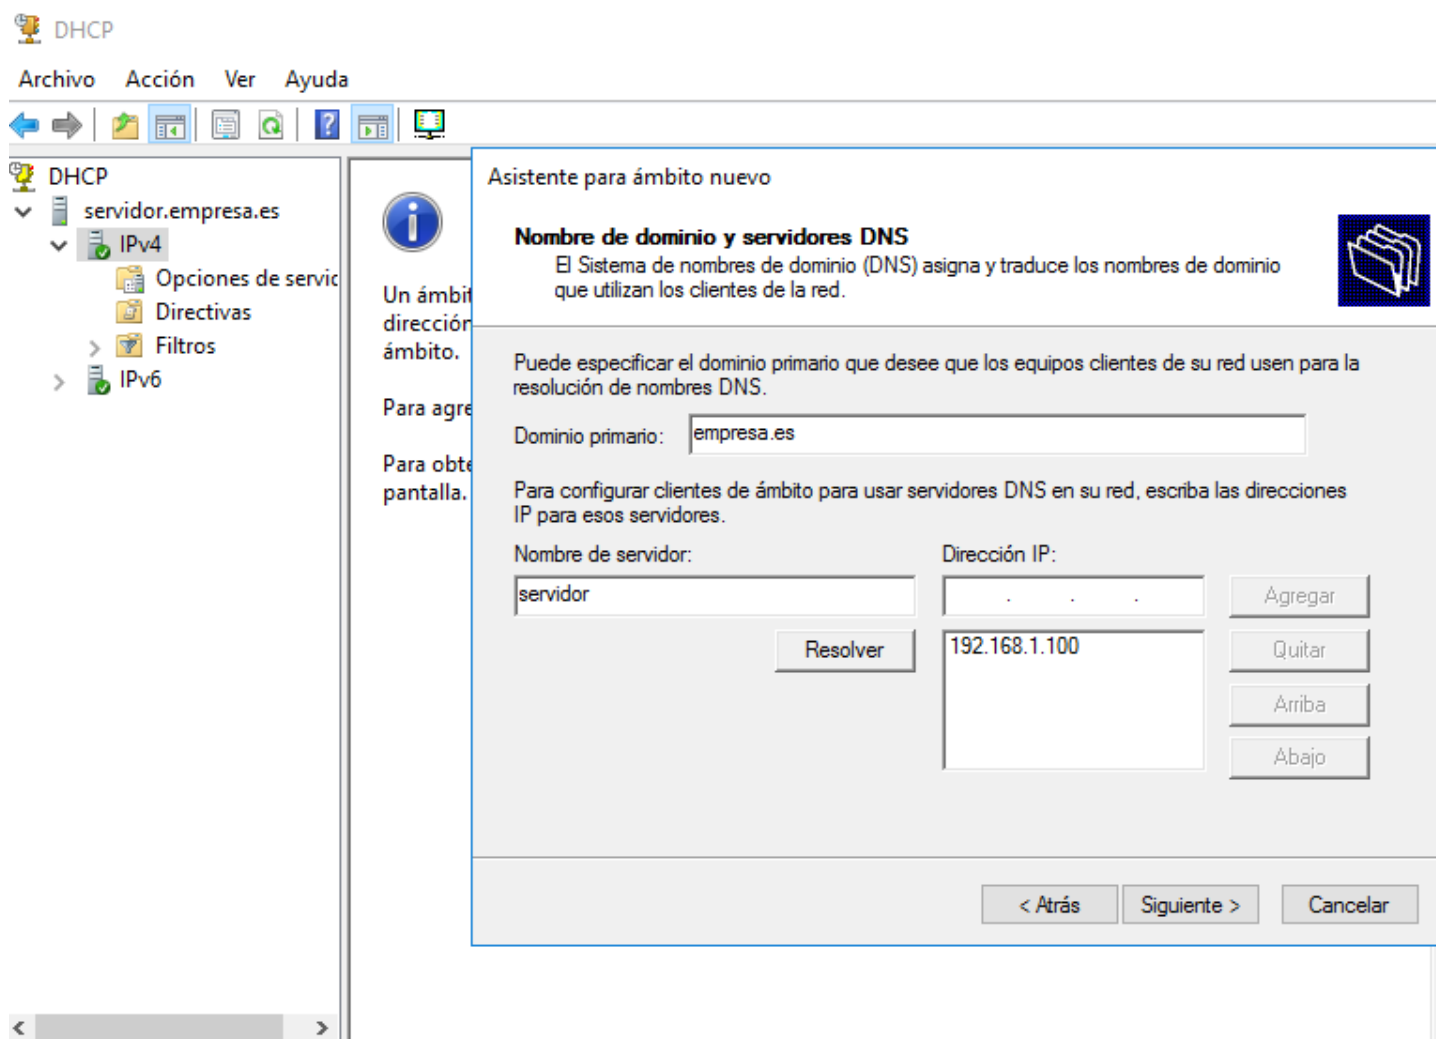 DHCP
Archivo Acción Ver Ayuda
DHCP
servidor.empresa.es
IPv4
Opciones de servic
Directivas
Filtros
IPv6
Un ámbit
dirección
ámbito.
Para agre
Para obte
pantalla.
Asistente para ámbito nuevo
Nombre de dominio y servidores DNS
El Sistema de nombres de dominio (DNS) asigna y traduce los nombres de dominio
que utilizan los clientes de la red.
Puede especificar el dominio primario que desee que los equipos clientes de su red usen para la
resolución de nombres DNS.
Dominio primario: empresa.es
Para configurar clientes de ámbito para usar servidores DNS en su red, escriba las direcciones
IP para esos servidores.
Nombre de servidor: Dirección IP:
servidor . . . Agregar
Resolver 192.168.1.100 Quitar
Arriba
Abajo
< Atrás Siguiente > Cancelar